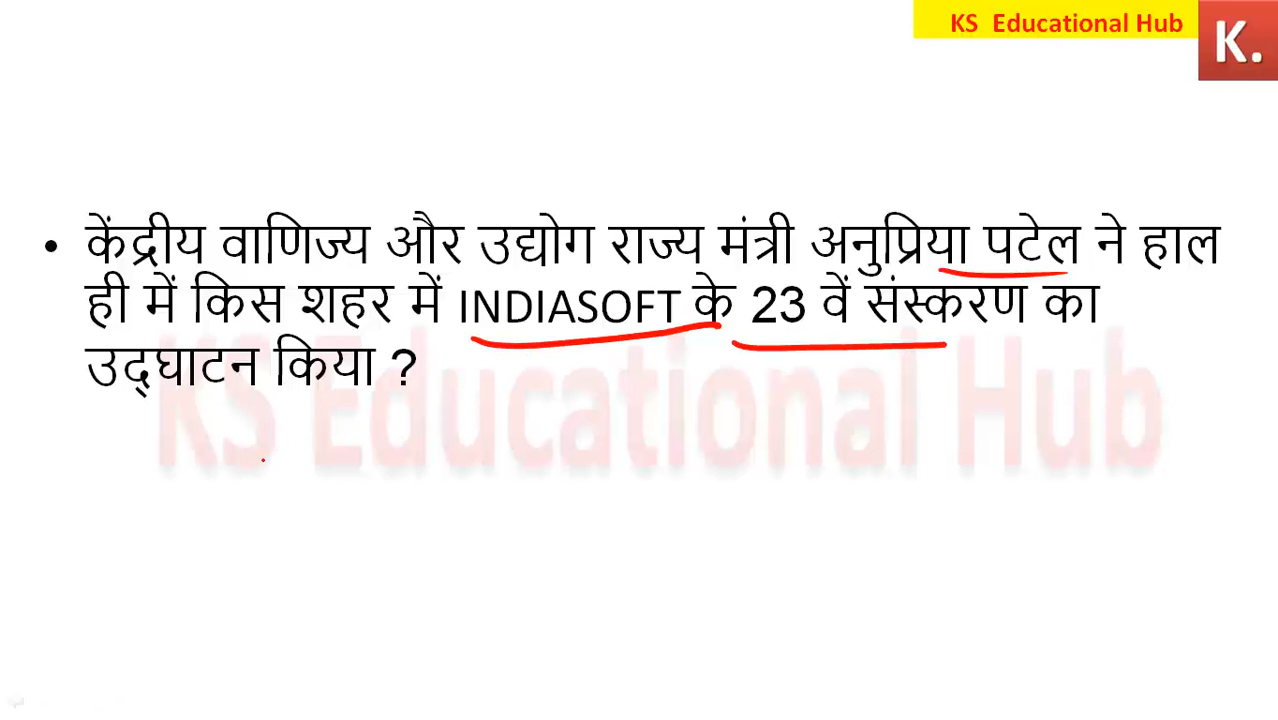 KS Educational Hub
K.
• केंद्रीय वाणिज्य और उद्योग राज्य मंत्री अनुप्रिया पटेल ने हाल
ही में किस शहर में INDIASOFT के 23 वें संस्करण का
उद्घाटन किया ?
KS Educational Hub